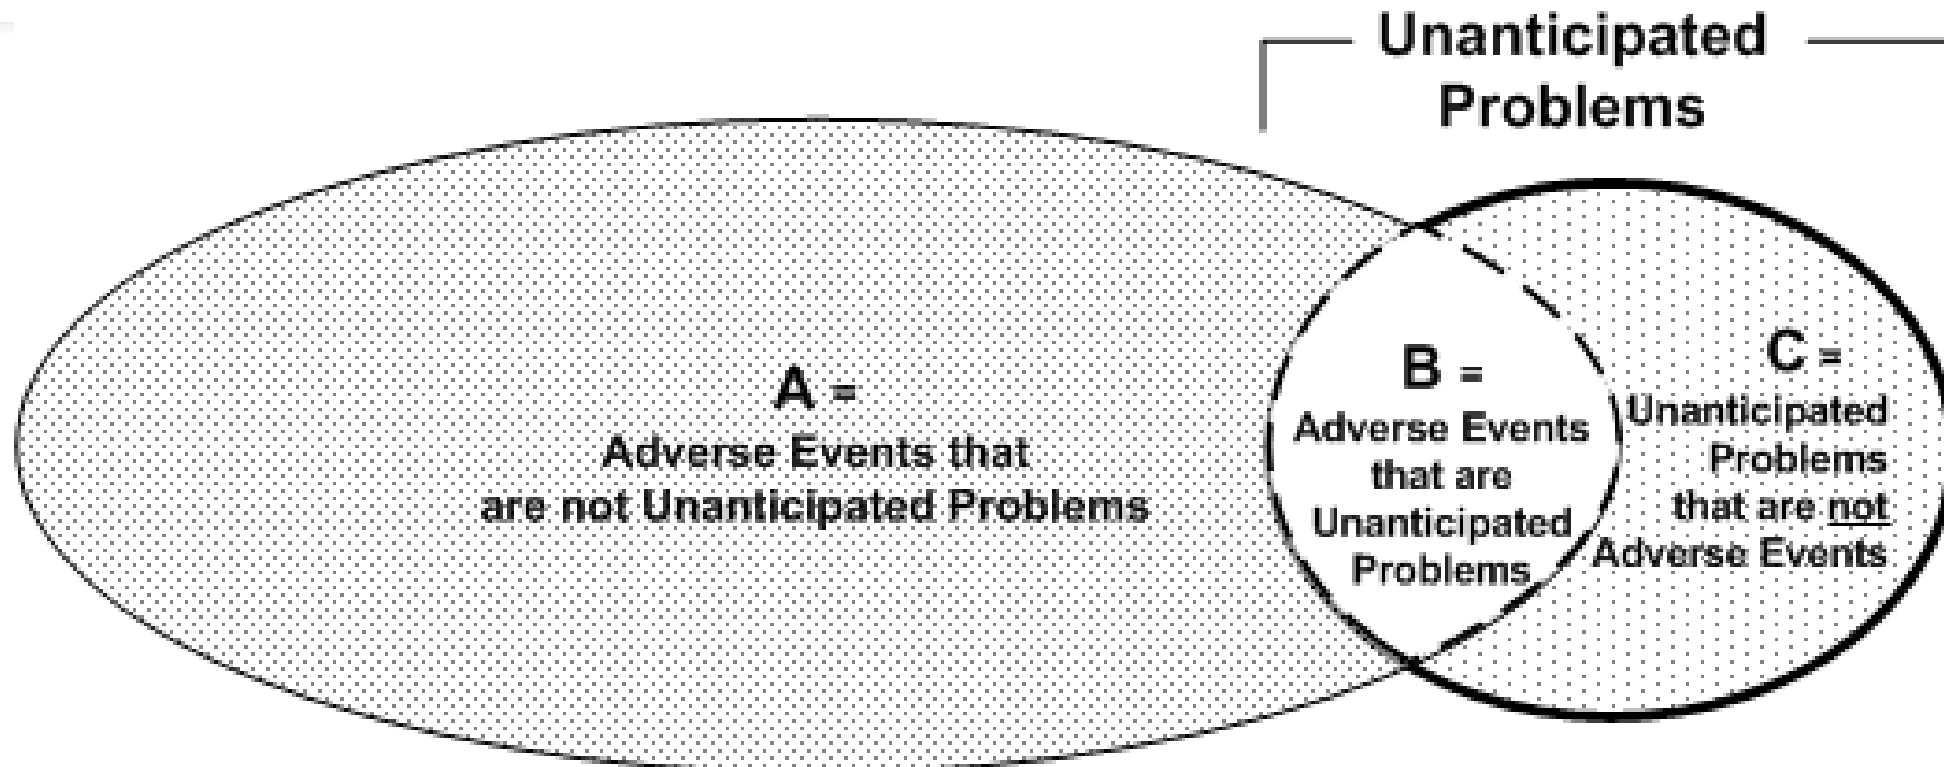 Unanticipated
Problems
A =
Adverse Events that
are not Unanticipated Problems
B =
Adverse Events
that are
Unanticipated
Problems
C =
Unanticipated
Problems
that are not
Adverse Events